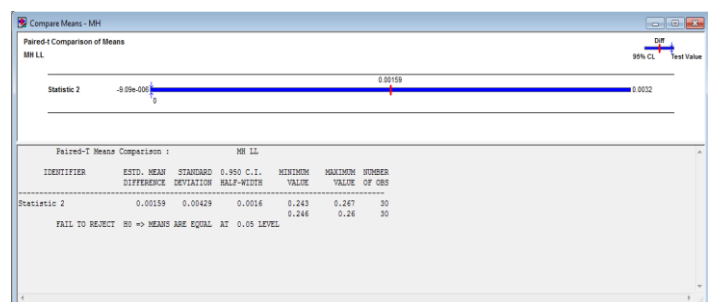 Compare Means - MH
Paired-t Comparison of Means
MH LL
Diff
95% CL Test Value
0.00159
Statistic 2 -9.09e-006 0.0032
0
Paired-T Means Comparison : MH LL
IDENTIFIER ESTD. MEAN STANDARD 0.950 C.I. MINIMUM MAXIMUM NUMBER
DIFFERENCE DEVIATION HALF-WIDTH VALUE VALUE OF OBS
Statistic 2 0.00159 0.00429 0.0016 0.243 0.267 30
0.246 0.26 30
FAIL TO REJECT H0 => MEANS ARE EQUAL AT 0.05 LEVEL